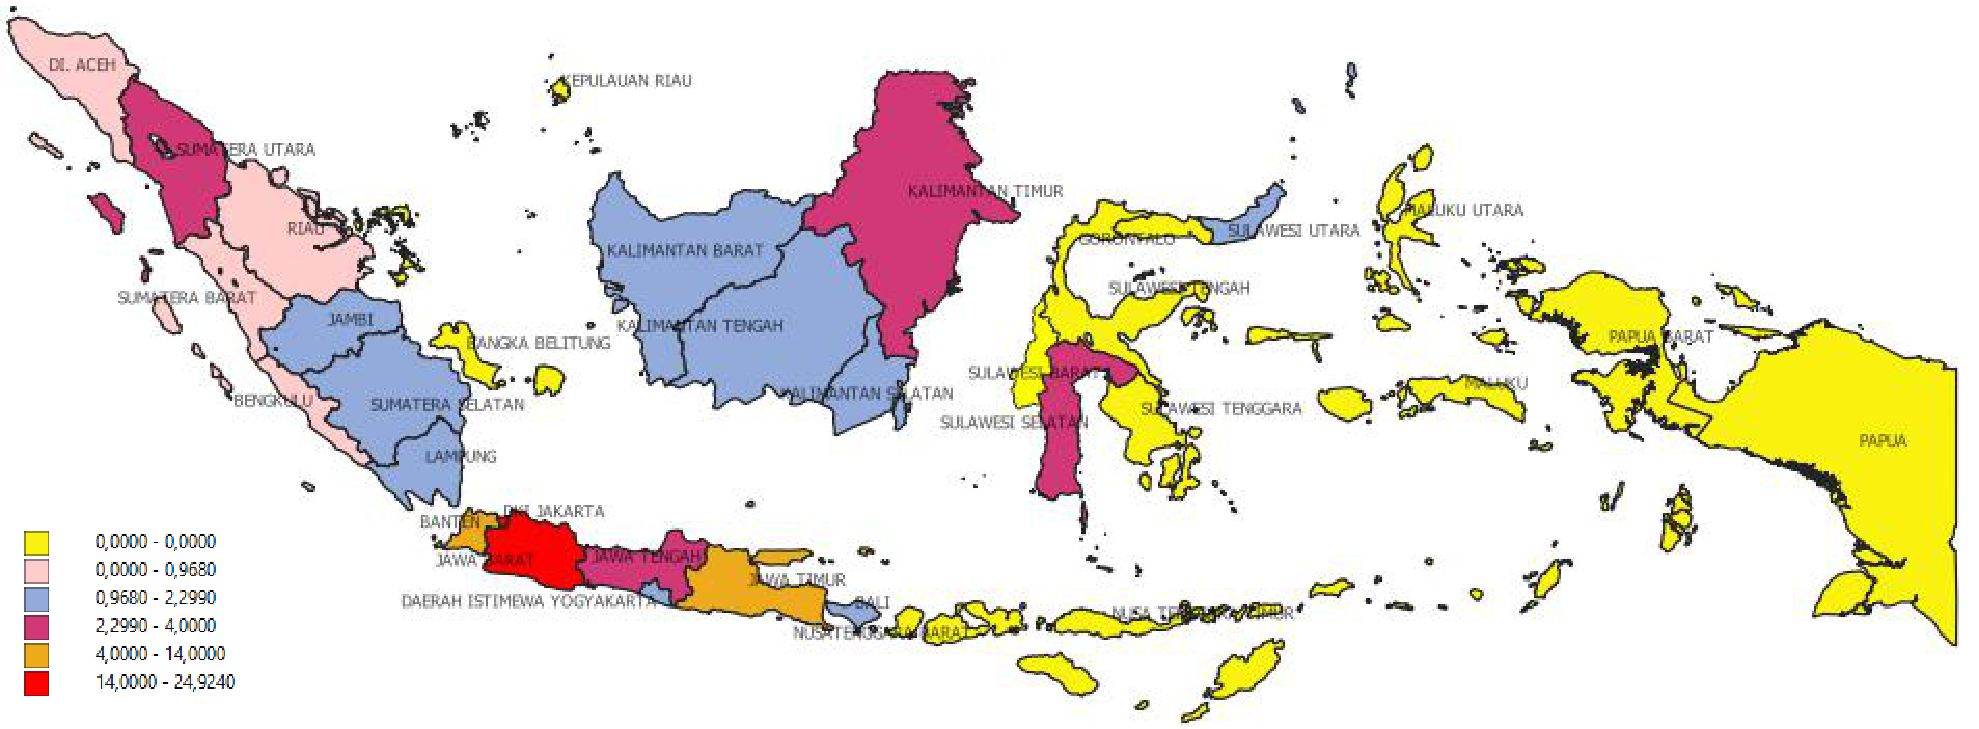 DI. ACEH
KEPULAUAN RIAU
SUMATERA UTARA
KALIMANTAN TIMUR
MALUKU UTARA
RIAU
SULAWESI UTARA
GORONTALO
KALIMANTAN BARAT
SULAWESI TENGAH
SUMATERA BARAT
JAMBI
KALIMANTAN TENGAH
PAPUA BARAT
BANGKA BELITUNG
SULAWESI BARAT
MALUKU
KALIMANTAN SELATAN
BENGKULU
SUMATERA SELATAN
SULAWESI TENGGARA
SULAWESI SELATAN
PAPUA
LAMPUNG
DKI JAKARTA
BANTEN
JAWA BARAT
JAWA TENGAH
JAWA TIMUR
DAERAH ISTIMEWA YOGYAKARTA
BALI
NUSA TENGGARA TIMUR
NUSATENGGARA BARAT
0,0000 - 0,0000
0,0000 - 0,9680
0,9680 - 2,2990
2,2990 - 4,0000
4,0000 - 14,0000
14,0000 - 24,9240